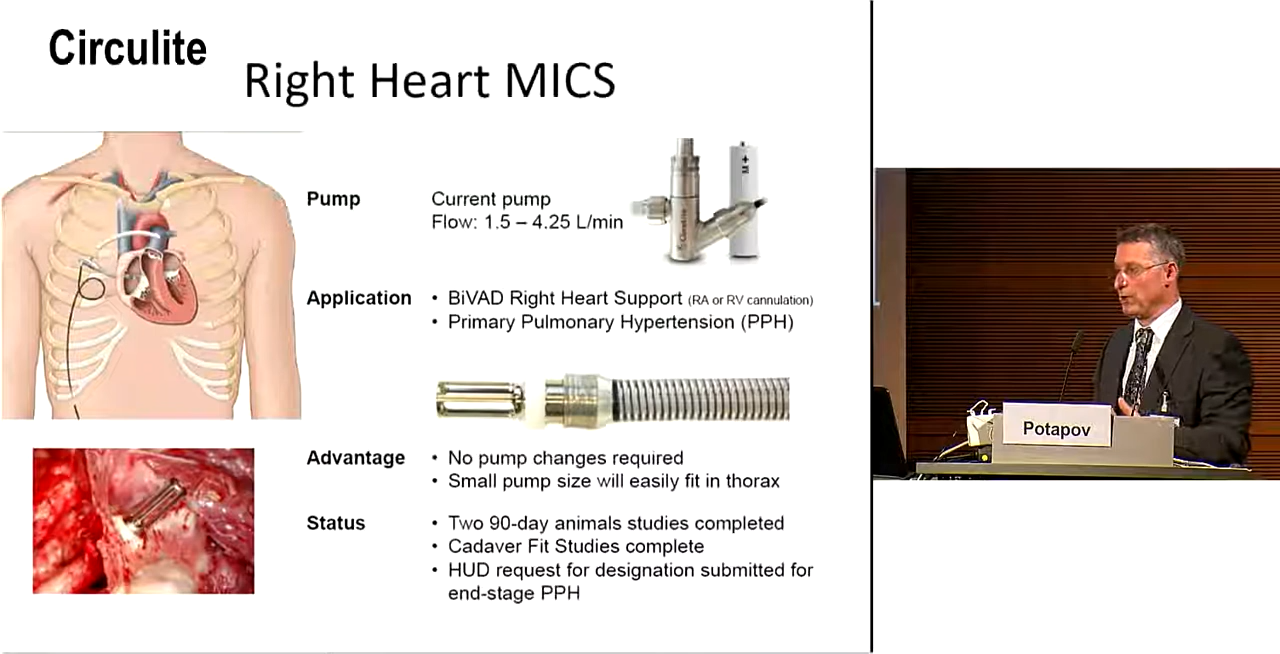 Circulite
Right Heart MICS
Pump
Current pump
Flow: 1.5 – 4.25 L/min
M +
CircuLite
Application
• BiVAD Right Heart Support (RA or RV cannulation)
• Primary Pulmonary Hypertension (PPH)
Advantage
• No pump changes required
• Small pump size will easily fit in thorax
Status
• Two 90-day animals studies completed
• Cadaver Fit Studies complete
• HUD request for designation submitted for
end-stage PPH
Potapov